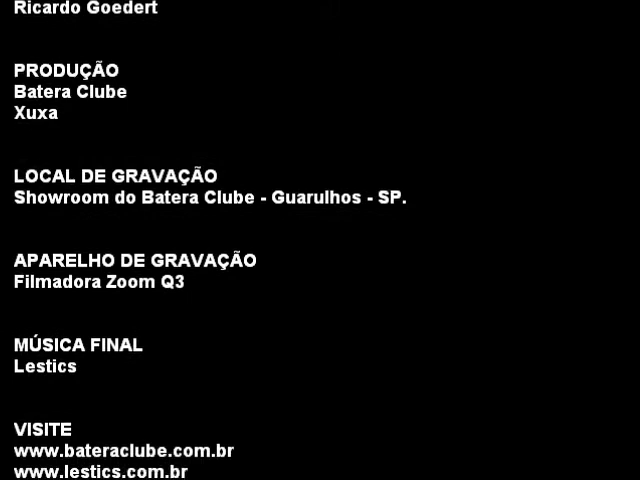 Ricardo Goedert
PRODUÇÃO
Batera Clube
Xuxa
LOCAL DE GRAVAÇÃO
Showroom do Batera Clube - Guarulhos - SP.
APARELHO DE GRAVAÇÃO
Filmadora Zoom Q3
MÚSICA FINAL
Lestics
VISITE
www.bateraclube.com.br
www.lestics.com.br